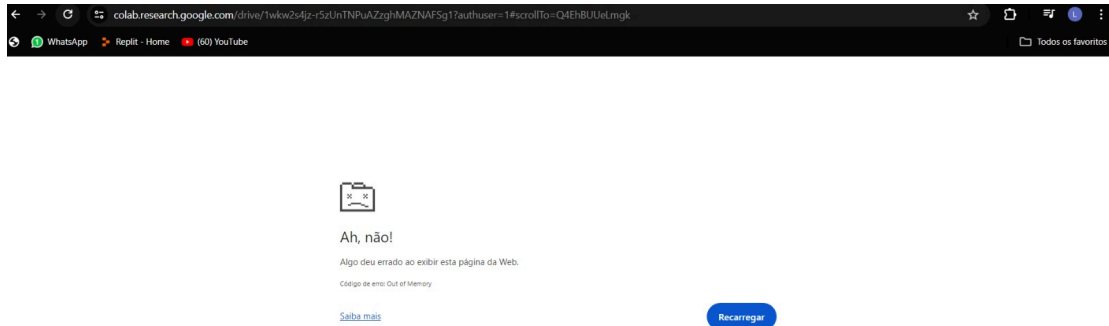 colab.research.google.com/drive/1wkw2s4jz-r5zUnTNPuAZzghMAZNAFSg1?authuser=1#scrollTo=Q4EhBUUeLmgk
L
WhatsApp Replit - Home (60) YouTube Todos os favoritos
Ah, não!
Algo deu errado ao exibir esta página da Web.
Código de erro: Out of Memory
Saiba mais Recarregar